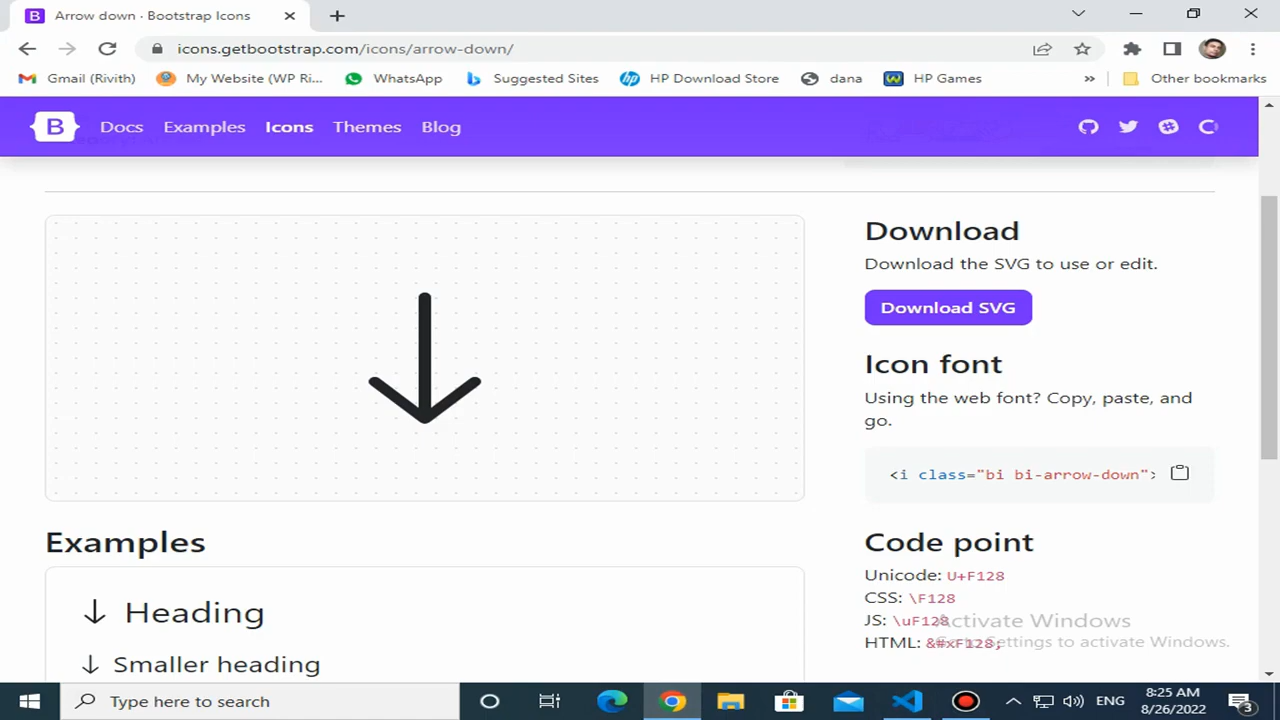 Arrow down · Bootstrap Icons
icons.getbootstrap.com/icons/arrow-down/
Gmail (Rivith) My Website (WP Ri... WhatsApp Suggested Sites HP Download Store dana HP Games » Other bookmarks
B Docs Examples Icons Themes Blog
Download
Download the SVG to use or edit.
Download SVG
Icon font
Using the web font? Copy, paste, and
go.
<i class="bi bi-arrow-down">
Examples
Heading
Smaller heading
Code point
Unicode: U+F128
CSS: \F128
JS: \uF128
HTML: &#xF128;
Activate Windows
Go to Settings to activate Windows.
Type here to search
ENG
8:25 AM
8/26/2022
3